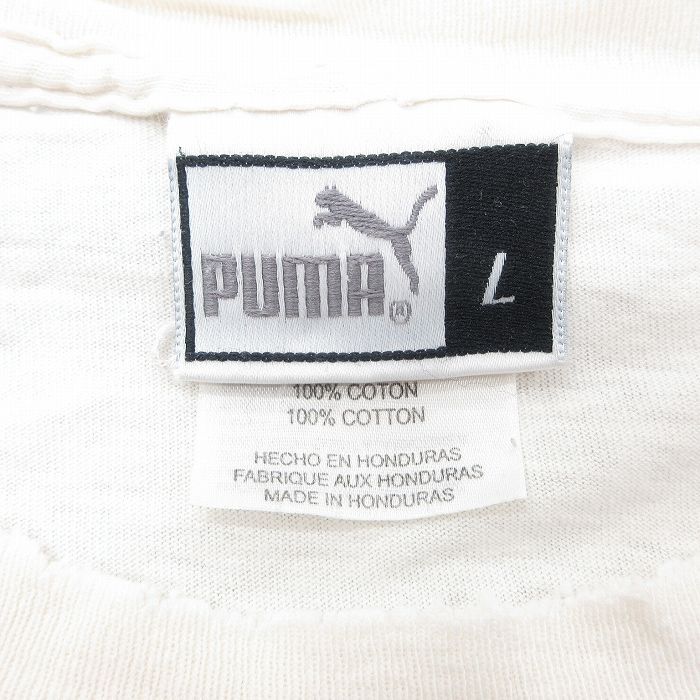 PUMA® L
100% COTON
100% COTTON
HECHO EN HONDURAS
FABRIQUE AUX HONDURAS
MADE IN HONDURAS